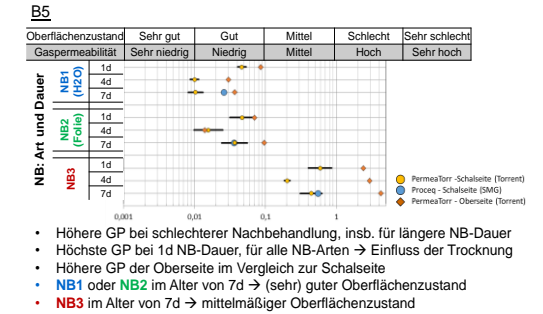 B5
Oberflächenzustand Sehr gut Gut Mittel Schlecht Sehr schlecht
Gaspermeabilität Sehr niedrig Niedrig Mittel Hoch Sehr hoch
NB: Art und Dauer
NB1 (H2O)
1d
4d
7d
NB2 (Folie)
1d
4d
7d
NB3
1d
4d
7d
PermeaTorr -Schalseite (Torrent)
Proceq - Schalseite (SMG)
PermeaTorr - Oberseite (Torrent)
0,001 0,01 0,1 1
• Höhere GP bei schlechterer Nachbehandlung, insb. für längere NB-Dauer
• Höchste GP bei 1d NB-Dauer, für alle NB-Arten → Einfluss der Trocknung
• Höhere GP der Oberseite im Vergleich zur Schalseite
• NB1 oder NB2 im Alter von 7d → (sehr) guter Oberflächenzustand
• NB3 im Alter von 7d → mittelmäßiger Oberflächenzustand